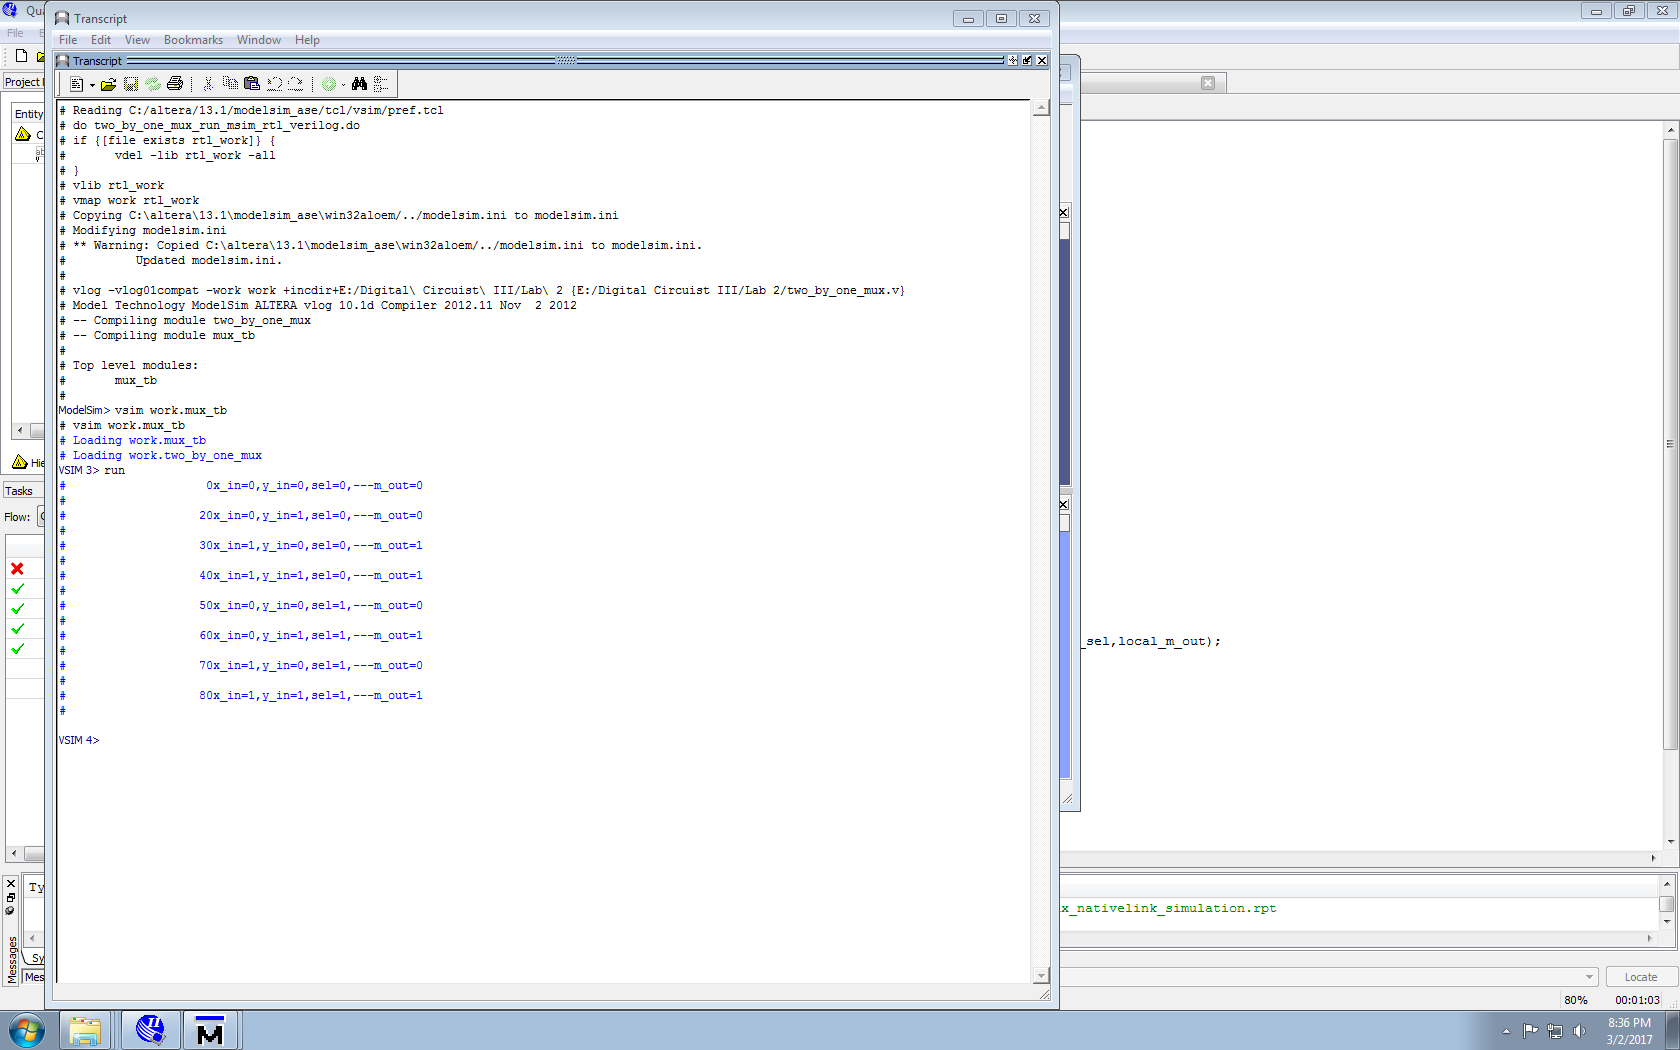 Qu
Transcript
File Edit View Bookmarks Window Help
File E
Transcript
Project
Entity
C
ab
# Reading C:/altera/13.1/modelsim_ase/tcl/vsim/pref.tcl
# do two_by_one_mux_run_msim_rtl_verilog.do
# if {[file exists rtl_work]} {
# vdel -lib rtl_work -all
# }
# vlib rtl_work
# vmap work rtl_work
# Copying C:\altera\13.1\modelsim_ase\win32aloem/../modelsim.ini to modelsim.ini
# Modifying modelsim.ini
# ** Warning: Copied C:\altera\13.1\modelsim_ase\win32aloem/../modelsim.ini to modelsim.ini.
# Updated modelsim.ini.
#
# vlog -vlog01compat -work work +incdir+E:/Digital\ Circuist\ III/Lab\ 2 {E:/Digital Circuist III/Lab 2/two_by_one_mux.v}
# Model Technology ModelSim ALTERA vlog 10.1d Compiler 2012.11 Nov 2 2012
# -- Compiling module two_by_one_mux
# -- Compiling module mux_tb
#
# Top level modules:
# mux_tb
#
ModelSim> vsim work.mux_tb
# vsim work.mux_tb
# Loading work.mux_tb
# Loading work.two_by_one_mux
VSIM 3> run
# 0x_in=0,y_in=0,sel=0,---m_out=0
#
# 20x_in=0,y_in=1,sel=0,---m_out=0
#
# 30x_in=1,y_in=0,sel=0,---m_out=1
#
# 40x_in=1,y_in=1,sel=0,---m_out=1
#
# 50x_in=0,y_in=0,sel=1,---m_out=0
#
# 60x_in=0,y_in=1,sel=1,---m_out=1
#
# 70x_in=1,y_in=0,sel=1,---m_out=0
#
# 80x_in=1,y_in=1,sel=1,---m_out=1
#
VSIM 4>
Hie
Tasks
Flow:
_sel,local_m_out);
Ty
x_nativelink_simulation.rpt
Messages
Sy
Mes
Locate
80% 00:01:03
8:36 PM
3/2/2017